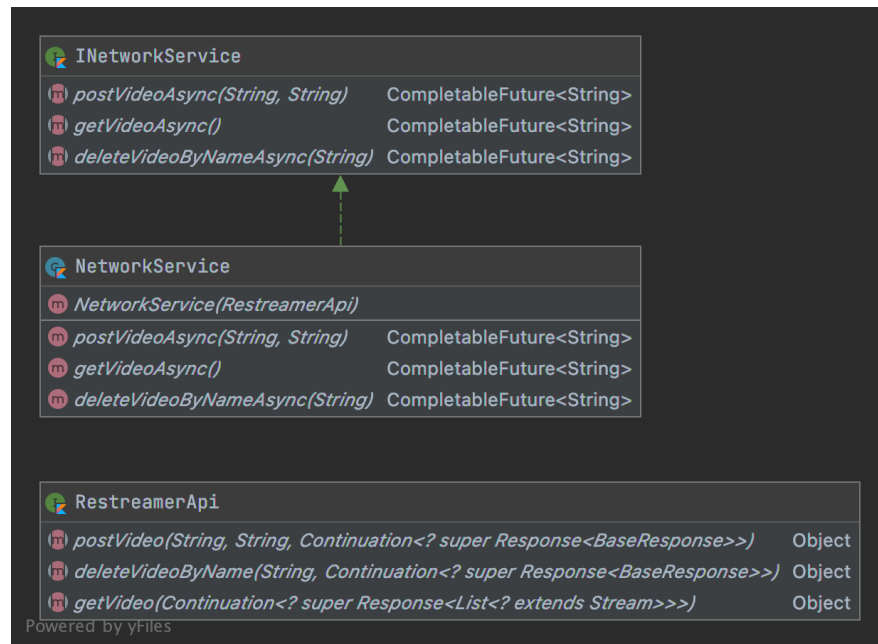 INetworkService
postVideoAsync(String, String) CompletableFuture<String>
getVideoAsync() CompletableFuture<String>
deleteVideoByNameAsync(String) CompletableFuture<String>
NetworkService
NetworkService(RestreamerApi)
postVideoAsync(String, String) CompletableFuture<String>
getVideoAsync() CompletableFuture<String>
deleteVideoByNameAsync(String) CompletableFuture<String>
RestreamerApi
postVideo(String, String, Continuation<? super Response<BaseResponse>>) Object
deleteVideoByName(String, Continuation<? super Response<BaseResponse>>) Object
getVideo(Continuation<? super Response<List<? extends Stream>>>) Object
Powered by yFiles